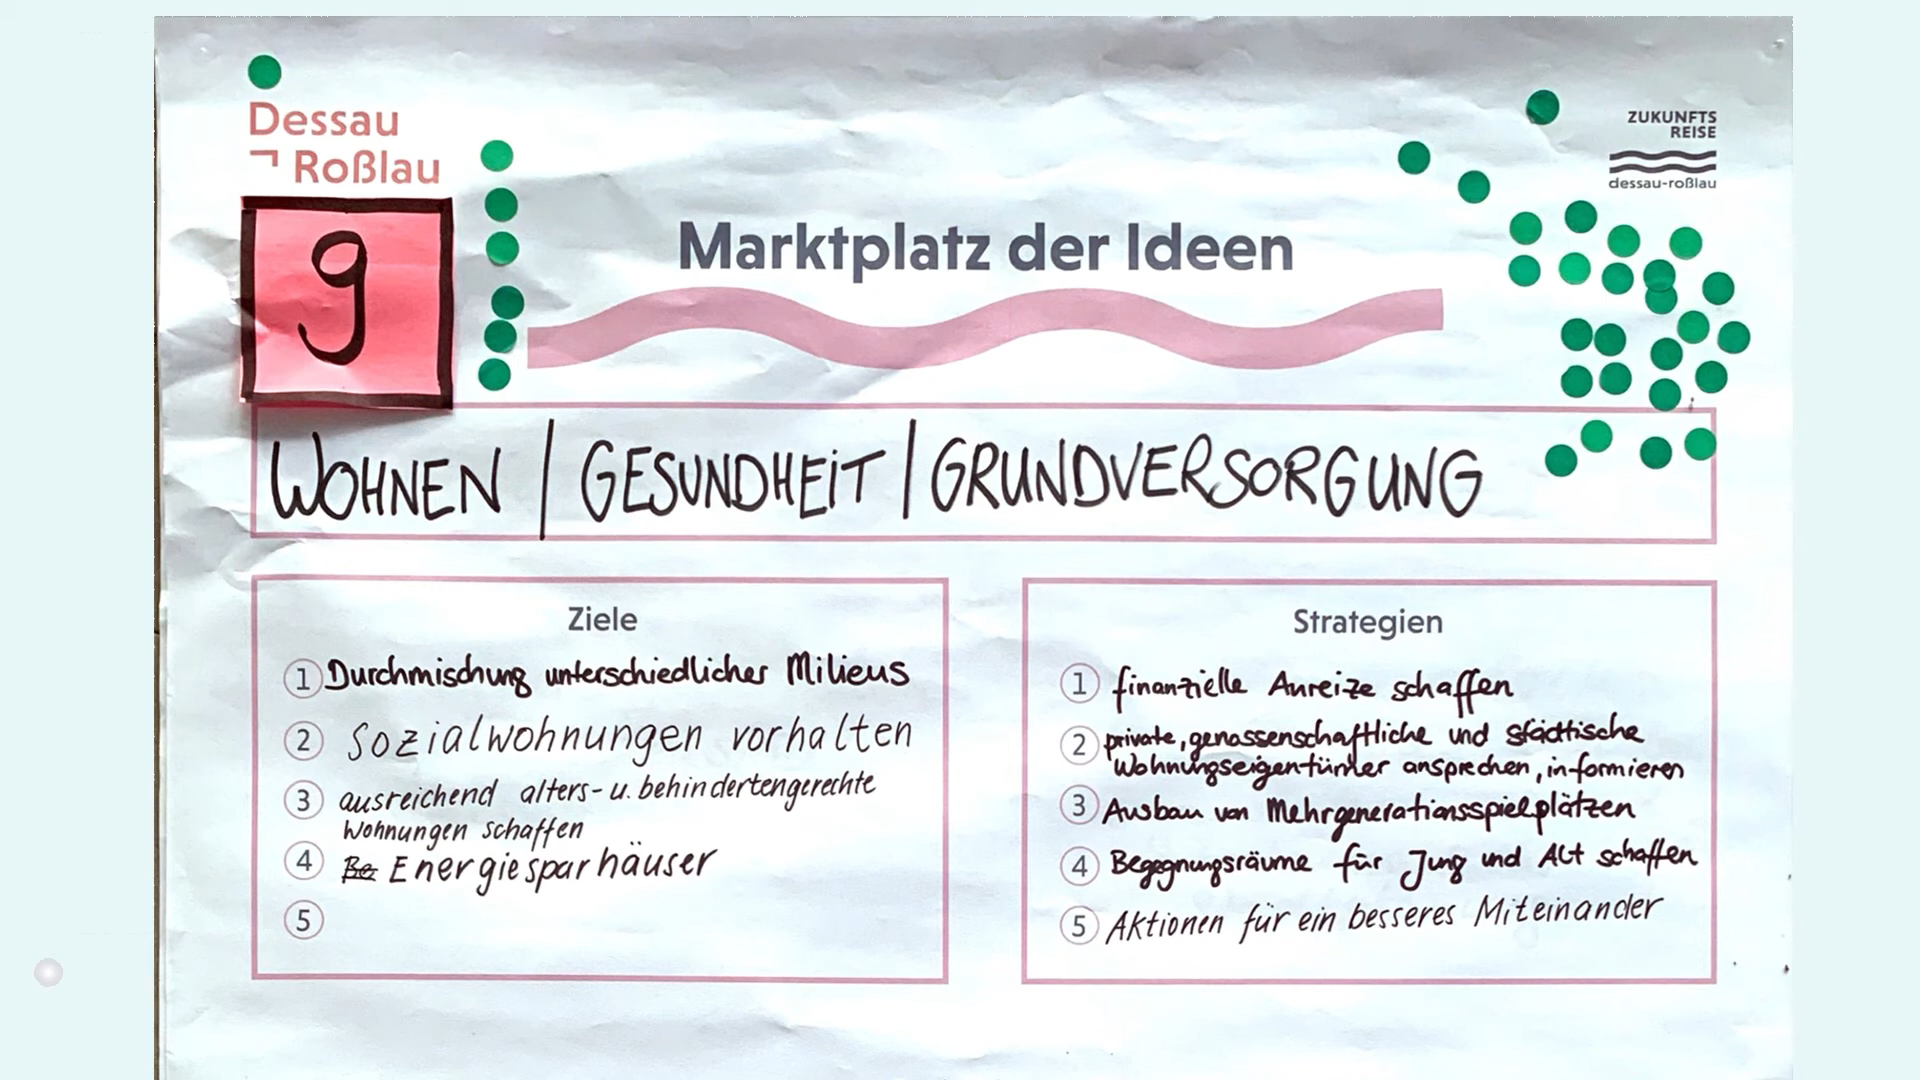 Dessau
Roßlau
ZUKUNFTS
REISE
dessau-roßlau
9
Marktplatz der Ideen
WOHNEN / GESUNDHEIT / GRUNDVERSORGUNG
Ziele
1 Durchmischung unterschiedlicher Milieus
2 Sozialwohnungen vorhalten
3 ausreichend alters- u. behindertengerechte
Wohnungen schaffen
4 Be Energiesparhäuser
5
Strategien
1 finanzielle Anreize schaffen
2 private, genossenschaftliche und städtische
Wohnungseigentümer ansprechen, informieren
3 Ausbau von Mehrgenerationsspielplätzen
4 Begegnungsräume für Jung und Alt schaffen
5 Aktionen für ein besseres Miteinander